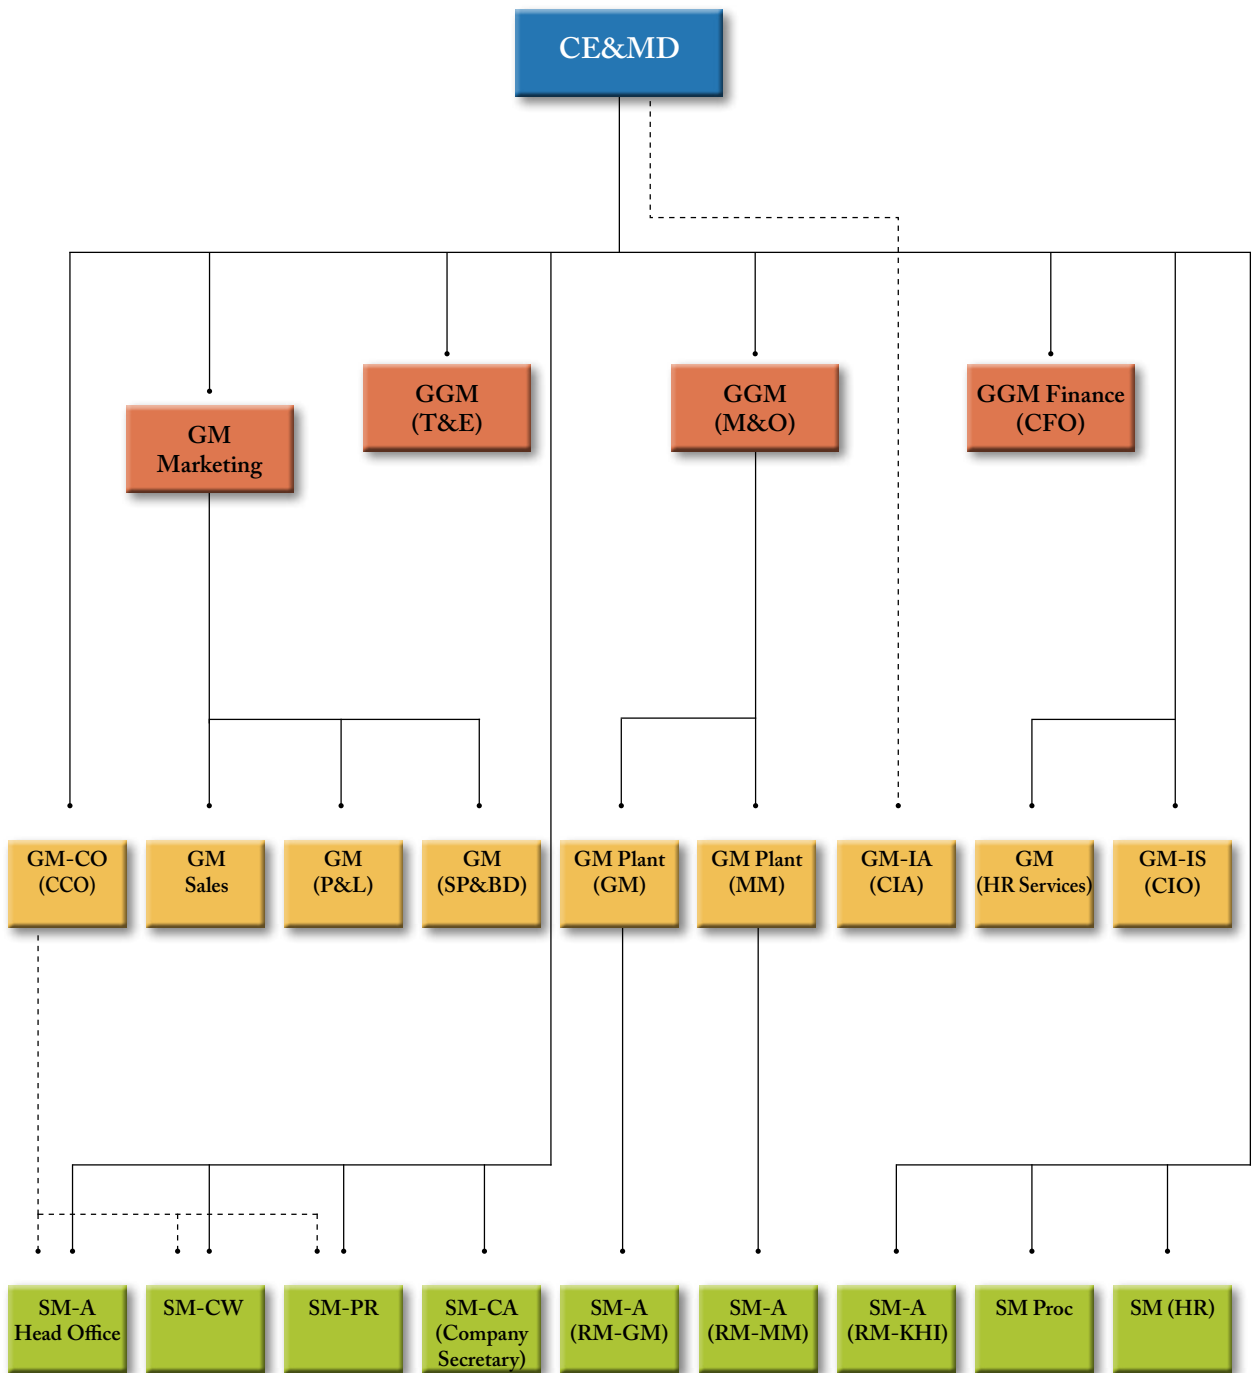 CE&MD
GGM
(T&E)
GGM
(M&O)
GGM Finance
(CFO)
GM
Marketing
GM-CO
(CCO)
GM
Sales
GM
(P&L)
GM
(SP&BD)
GM Plant
(GM)
GM Plant
(MM)
GM-IA
(CIA)
GM
(HR Services)
GM-IS
(CIO)
SM-A
Head Office
SM-CW
SM-PR
SM-CA
(Company
Secretary)
SM-A
(RM-GM)
SM-A
(RM-MM)
SM-A
(RM-KHI)
SM Proc
SM (HR)